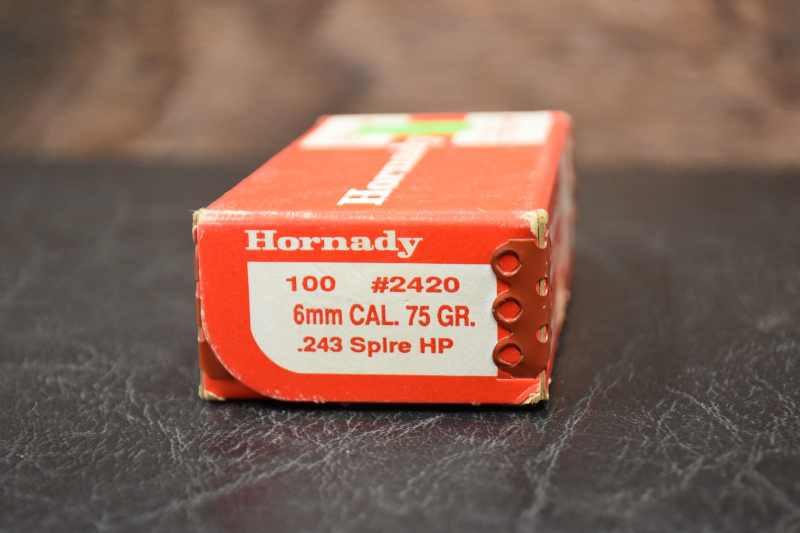 Hornady
Hornady
100 #2420
6mm CAL. 75 GR.
.243 Spire HP